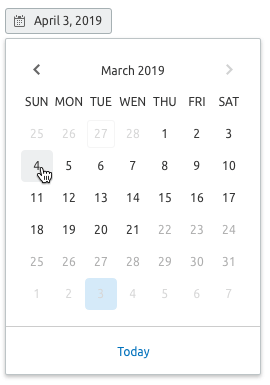 April 3, 2019
March 2019
SUN MON TUE WEN THU FRI SAT
25 26 27 28 1 2 3
4 5 6 7 8 9 10
11 12 13 14 15 16 17
18 19 20 21 22 23 24
25 26 27 28 29 30 31
1 2 3 4 5 6 7
Today